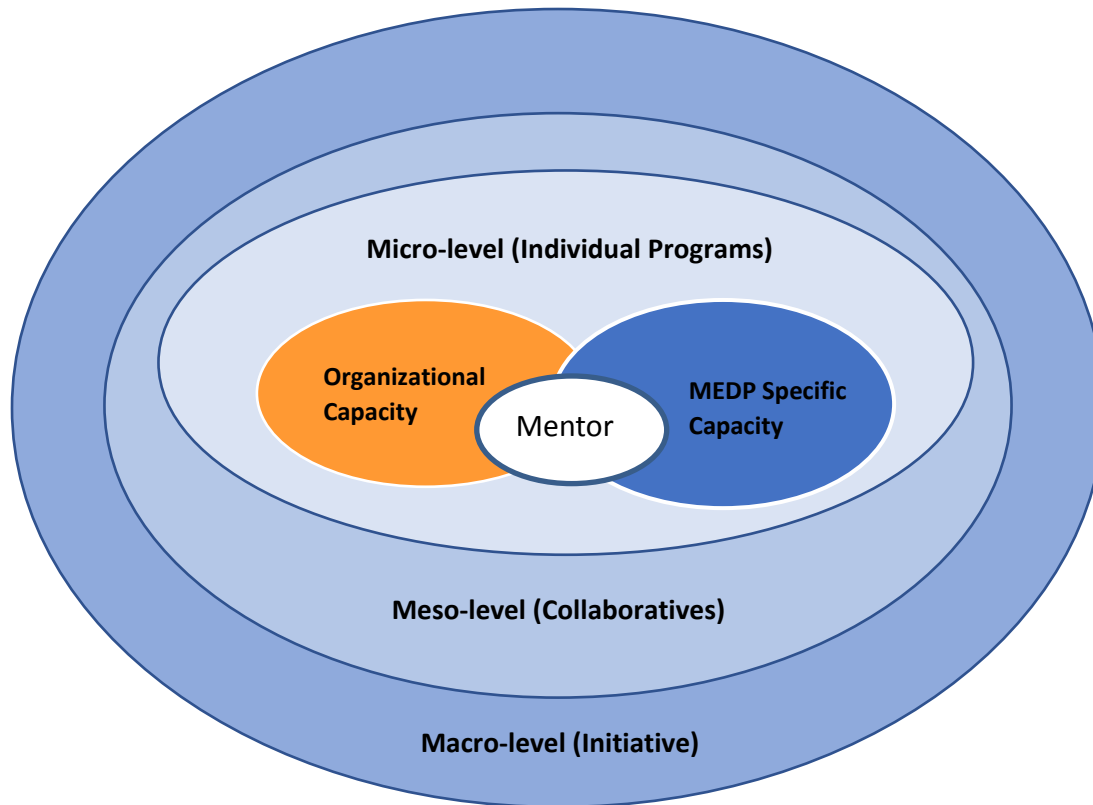 Micro-level (Individual Programs)
Organizational
Capacity
Mentor
MEDP Specific
Capacity
Meso-level (Collaboratives)
Macro-level (Initiative)